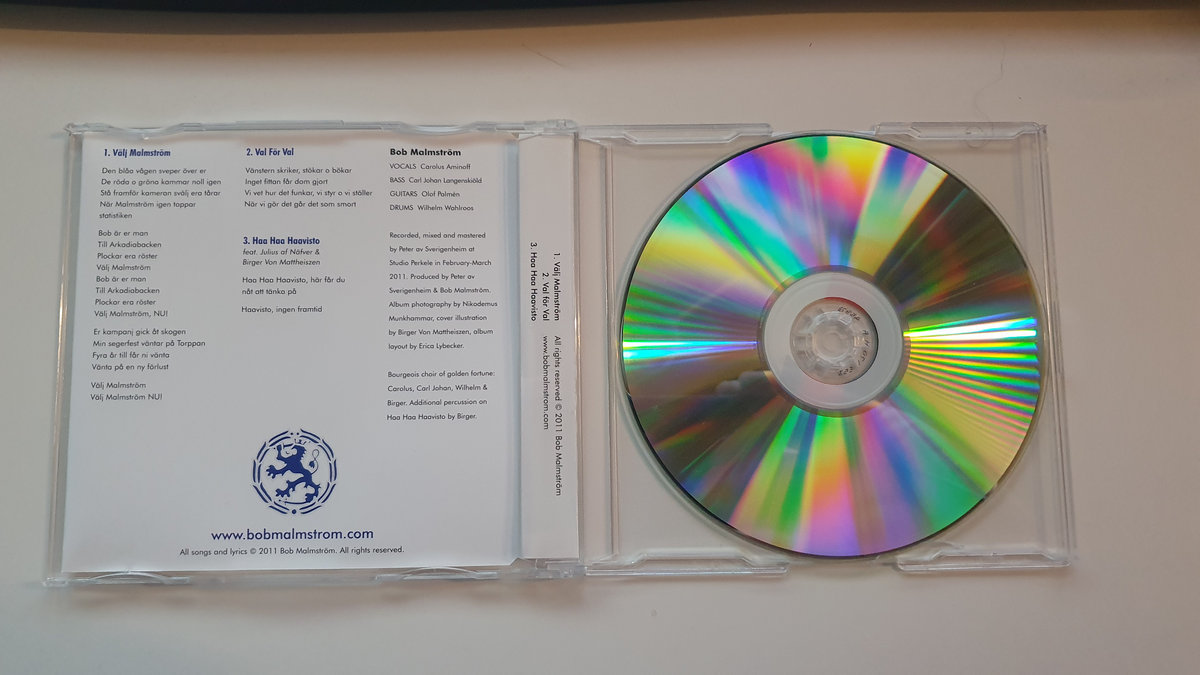 1. Välj Malmström
Den blåa vågen sveper över er
De röda o gröna kammar noll igen
Stå framför kameran svälj era tårar
När Malmström igen toppar
statistiken
Bob är er man
Till Arkadiabacken
Plockar era röster
Välj Malmström
Bob är er man
Till Arkadiabacken
Plockar era röster
Välj Malmström, NU!
Er kampanj gick åt skogen
Min segerfest väntar på Torppan
Fyra år till får ni vänta
Vänta på en ny förlust
Välj Malmström
Välj Malmström NU!
2. Val För Val
Vänstern skriker, stökar o bökar
Inget fittan får dom gjort
Vi vet hur det funkar, vi styr o vi ställer
När vi gör det går det som smort
3. Haa Haa Haavisto
feat. Julius af Näfver &
Birger Von Mattheiszen
Haa Haa Haavisto, här får du
nåt att tänka på
Haavisto, ingen framtid
Bob Malmström
VOCALS Carolus Aminoff
BASS Carl Johan Langenskiöld
GUITARS Olof Palmén
DRUMS Wilhelm Wahlroos
Recorded, mixed and mastered
by Peter av Sverigenheim at
Studio Perkele in February-March
2011. Produced by Peter av
Sverigenheim & Bob Malmström.
Album photography by Nikodemus
Munkhammar, cover illustration
by Birger Von Mattheiszen, album
layout by Erica Lybecker.
Bourgeois choir of golden fortune:
Carolus, Carl Johan, Wilhelm &
Birger, Additional percussion on
Haa Haa Haavisto by Birger.
www.bobmalmstrom.com
All songs and lyrics © 2011 Bob Malmström. All rights reserved.
1. Välj Malmström
2. Val för Val
3. Haa Haa Haavisto
All rights reserved © 2011 Bob Malmström
www.bobmalmstrom.com